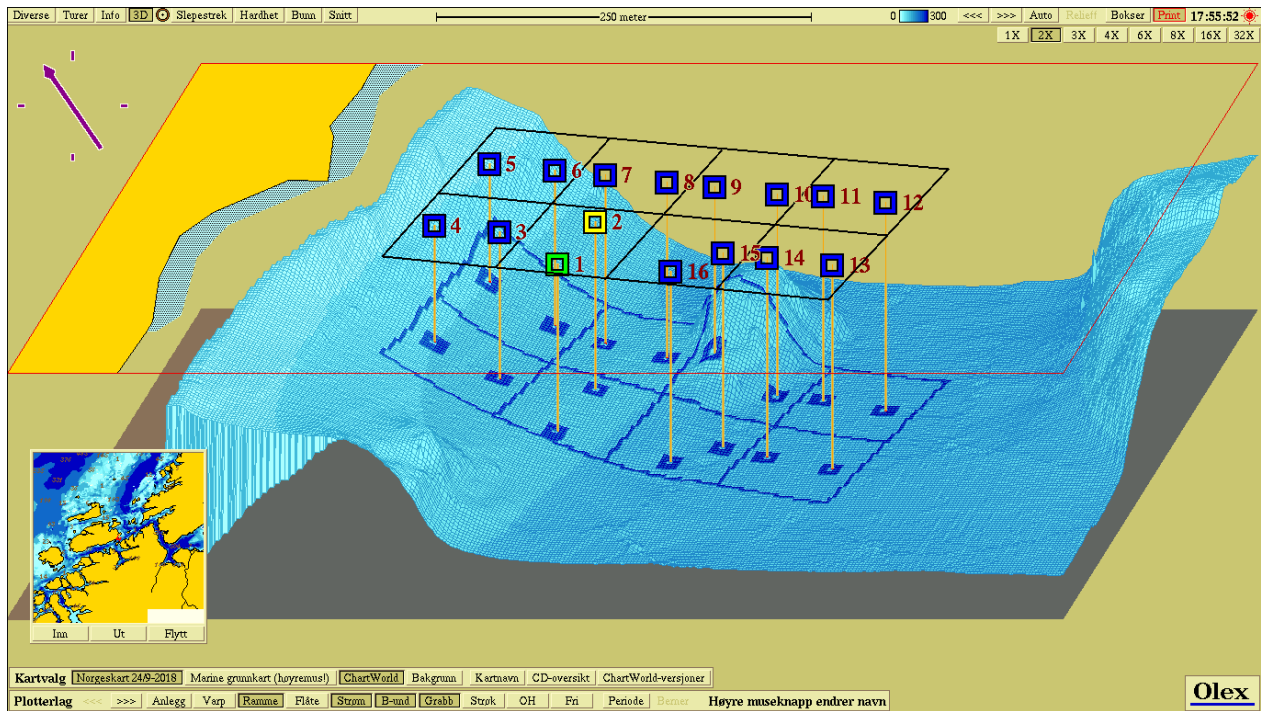 Diverse Turer Info 3D Slepestrek Hardhet Bunn Snitt 250 meter 0 300 <<< >>> Auto Relieff Bokser Print 17:55:52
1X 2X 3X 4X 6X 8X 16X 32X
5 6 7 8 9 10 11 12
4 3 2
1 16 15 14 13
Inn Ut Flytt
Kartvalg Norgeskart 24/9-2018 Marine grunnkart (høyremus!) ChartWorld Bakgrunn Kartnavn CD-oversikt ChartWorld-versjoner
Plotterlag <<< >>> Anlegg Varp Ramme Flåte Strøm B-und Grabb Strøk OH Fri Periode Berner Høyre museknapp endrer navn
Olex